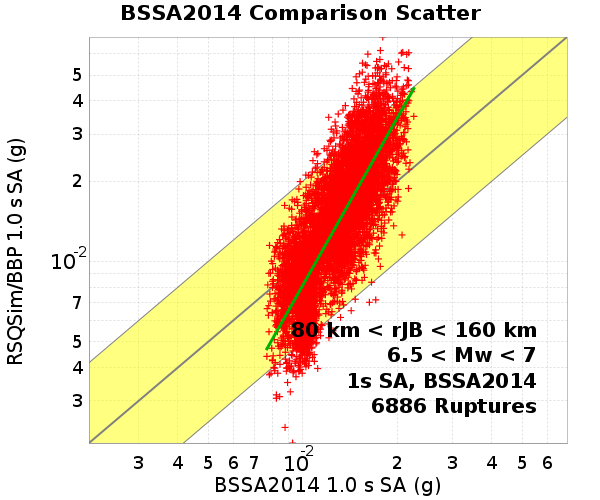 BSSA2014 Comparison Scatter
RSQSim/BBP 1.0 s SA (g)
5
4
3
2
10-2
7
5
4
3
80 km < rJB < 160 km
6.5 < Mw < 7
1s SA, BSSA2014
6886 Ruptures
3 4 5 6 7 10-2 2 3 4 5 6
BSSA2014 1.0 s SA (g)